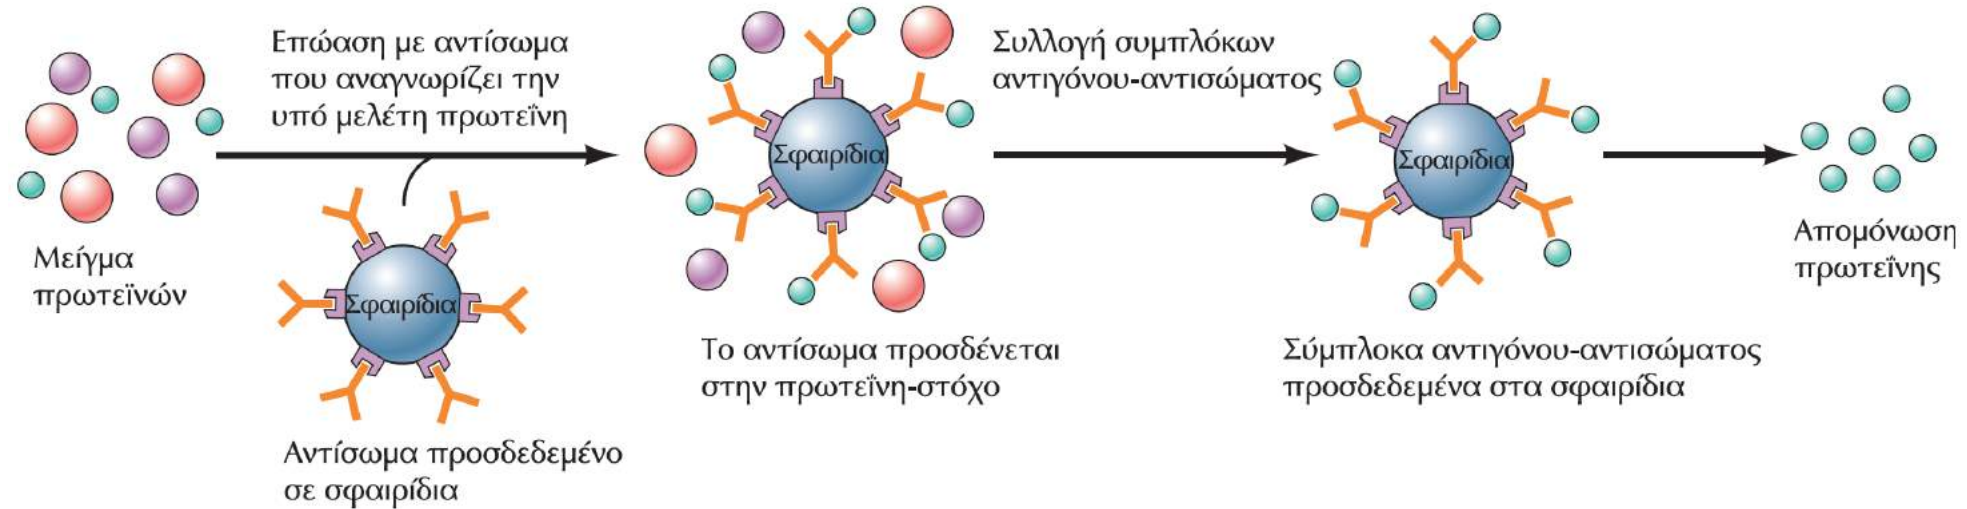 Επώαση με αντίσωμα
που αναγνωρίζει την
υπό μελέτη πρωτεΐνη
Συλλογή συμπλόκων
αντιγόνου-αντισώματος
Σφαιρίδια
Σφαιρίδια
Μείγμα
πρωτεϊνών
Σφαιρίδια
Απομόνωση
πρωτεΐνης
Το αντίσωμα προσδένεται
στην πρωτεΐνη-στόχο
Σύμπλοκα αντιγόνου-αντισώματος
προσδεδεμένα στα σφαιρίδια
Αντίσωμα προσδεδεμένο
σε σφαιρίδια